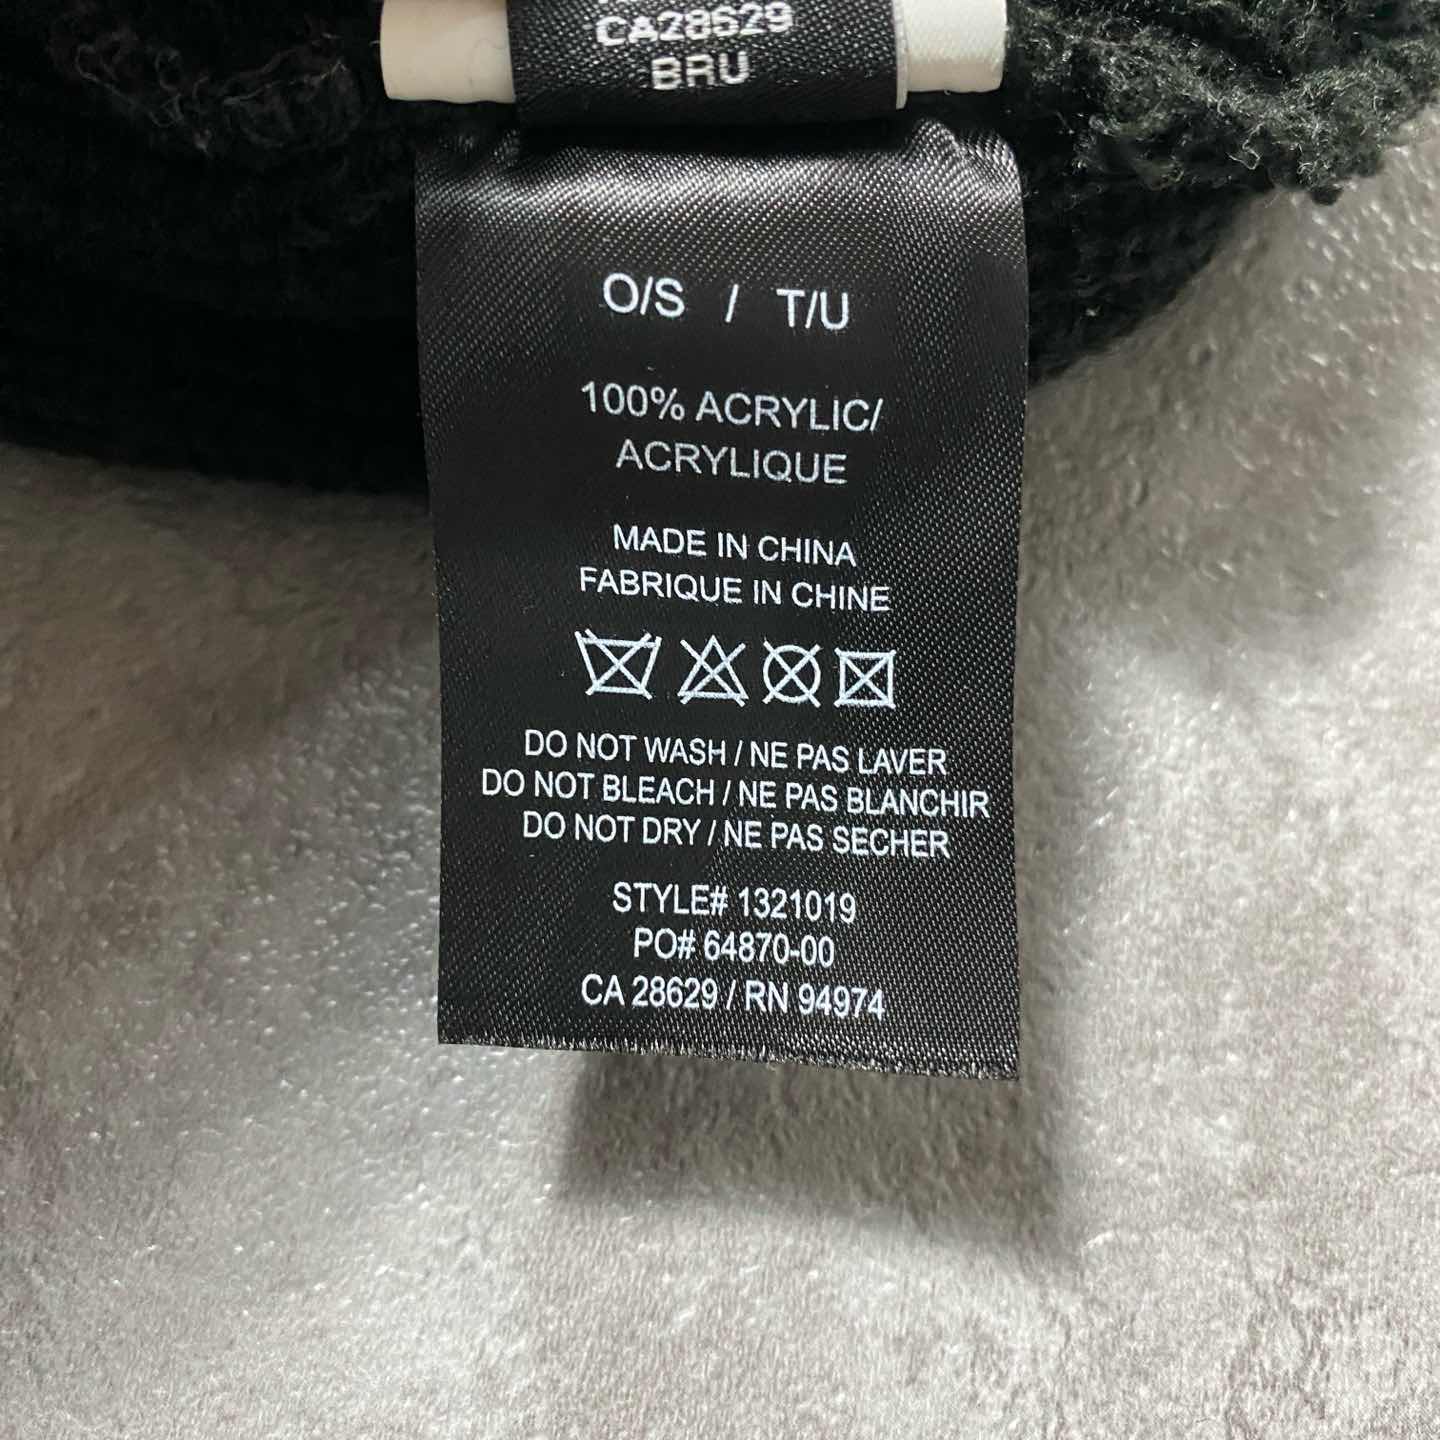 CA28629
BRU
O/S / T/U
100% ACRYLIC/
ACRYLIQUE
MADE IN CHINA
FABRIQUE IN CHINE
DO NOT WASH / NE PAS LAVER
DO NOT BLEACH / NE PAS BLANCHIR
DO NOT DRY / NE PAS SECHER
STYLE# 1321019
PO# 64870-00
CA 28629 / RN 94974